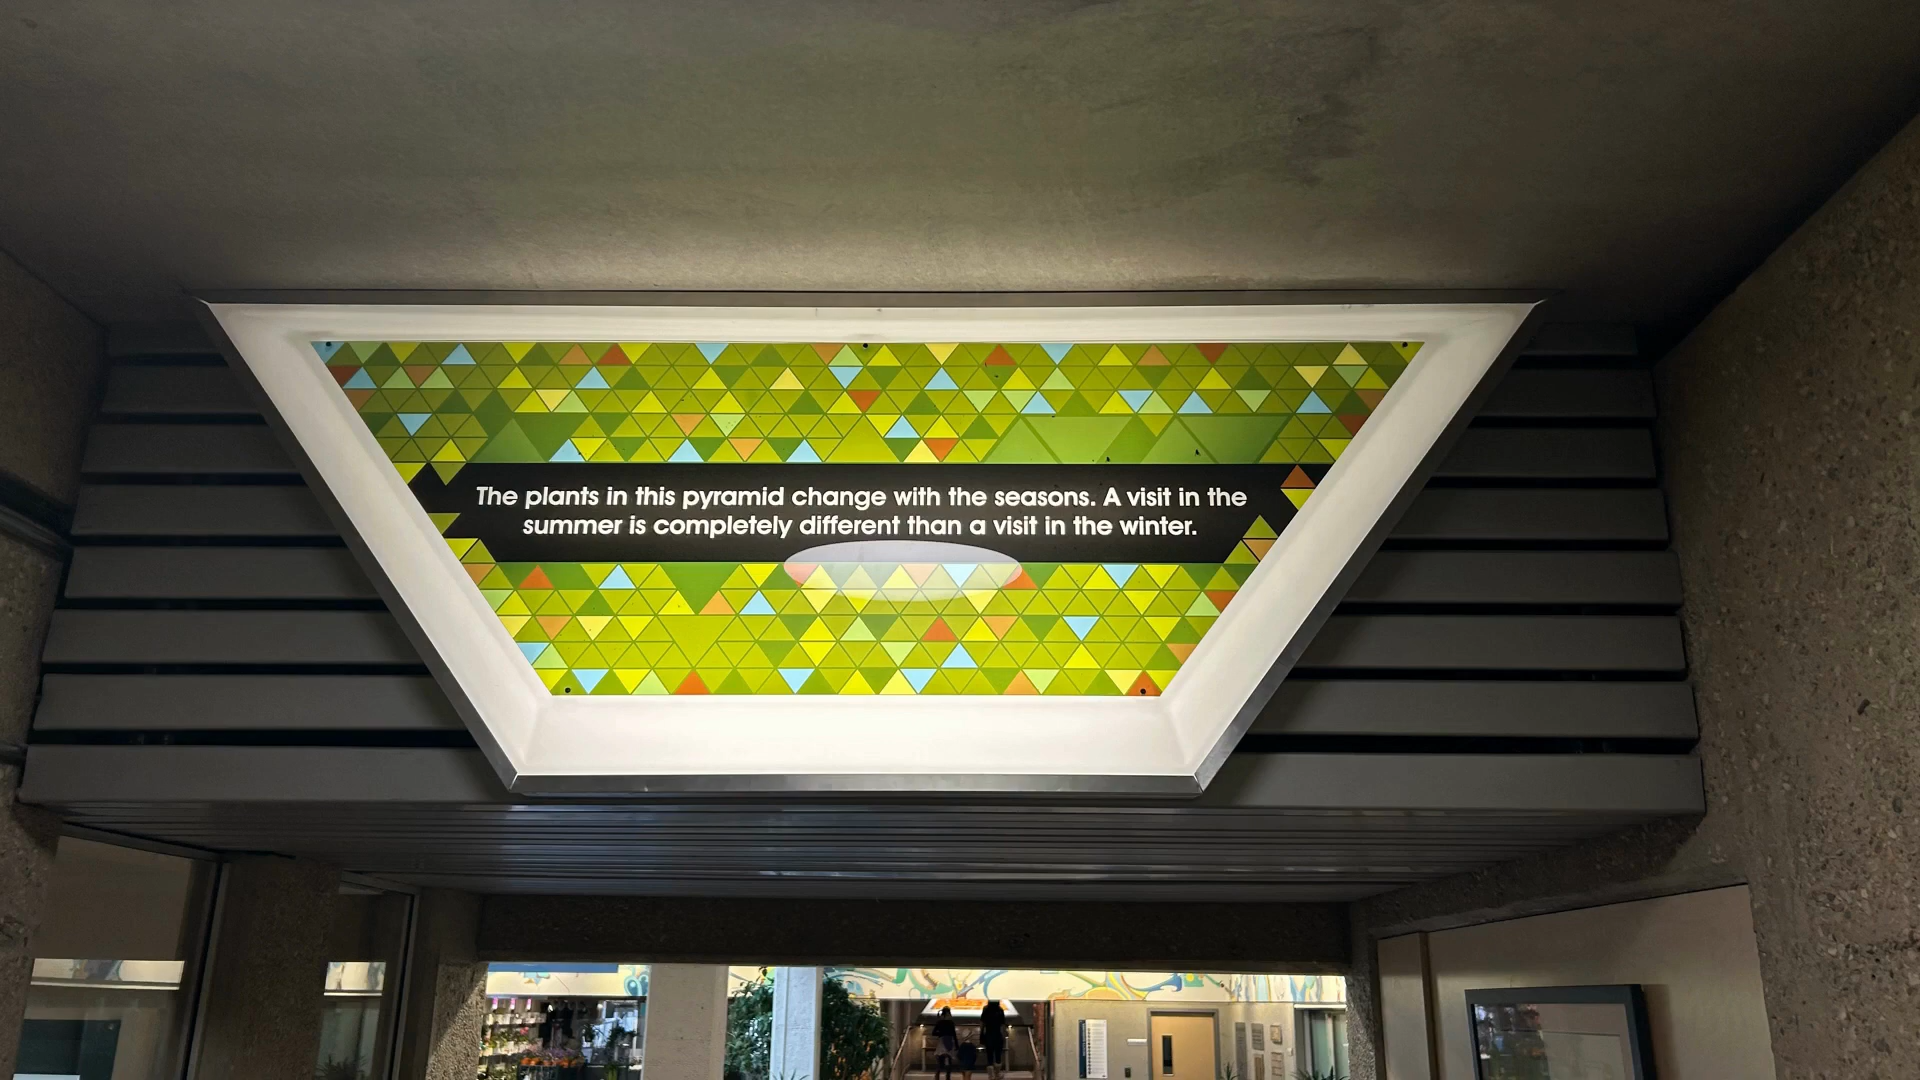 The plants in this pyramid change with the seasons. A visit in the
summer is completely different than a visit in the winter.